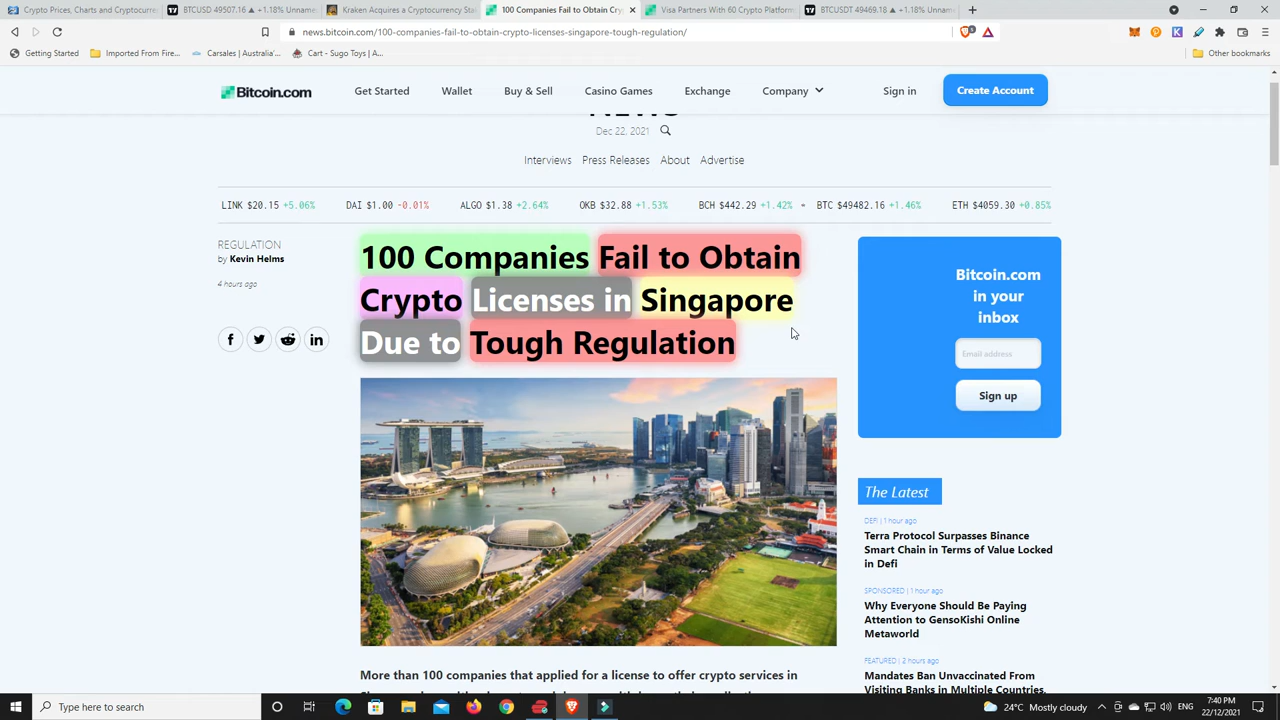 Crypto Prices, Charts and Cryptocurre
BTCUSD 49507.16 ▲ +1.18% Unnam
Kraken Acquires a Cryptocurrency Sta
100 Companies Fail to Obtain Cry
Visa Partners With 60 Crypto Platform
BTCUSDT 49469.18 ▲ +1.18% Unnam
news.bitcoin.com/100-companies-fail-to-obtain-crypto-licenses-singapore-tough-regulation/
Getting Started
Imported From Fire...
Carsales | Australia's...
Cart - Sugo Toys | A...
Other bookmarks
Bitcoin.com
Get Started
Wallet
Buy & Sell
Casino Games
Exchange
Company
Sign in
Create Account
NEWS
Dec 22, 2021
Interviews Press Releases About Advertise
LINK $20.15 +5.06% DAI $1.00 -0.01% ALGO $1.38 +2.64% OKB $32.88 +1.53% BCH $442.29 +1.42% BTC $49482.16 +1.46% ETH $4059.30 +0.85%
REGULATION
by Kevin Helms
4 hours ago
100 Companies Fail to Obtain
Crypto Licenses in Singapore
Due to Tough Regulation
More than 100 companies that applied for a license to offer crypto services in
Bitcoin.com
in your
inbox
Email address
Sign up
The Latest
DEFI | 1 hour ago
Terra Protocol Surpasses Binance
Smart Chain in Terms of Value Locked
in Defi
SPONSORED | 1 hour ago
Why Everyone Should Be Paying
Attention to GensoKishi Online
Metaworld
FEATURED | 2 hours ago
Mandates Ban Unvaccinated From
Visiting Banks in Multiple Countries,
Type here to search
24°C Mostly cloudy
ENG
7:40 PM
22/12/2021